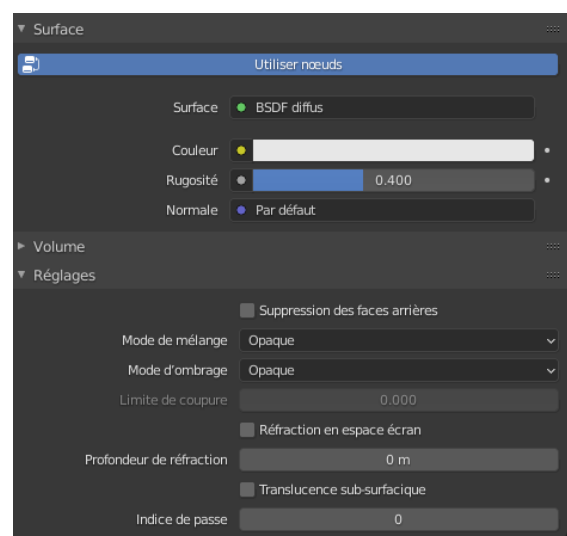 Surface
Utiliser nœuds
Surface BSDF diffus
Couleur
Rugosité 0.400
Normale Par défaut
Volume
Réglages
Suppression des faces arrières
Mode de mélange Opaque
Mode d'ombrage Opaque
Limite de coupure 0.000
Réfraction en espace écran
Profondeur de réfraction 0 m
Translucence sub-surfacique
Indice de passe 0